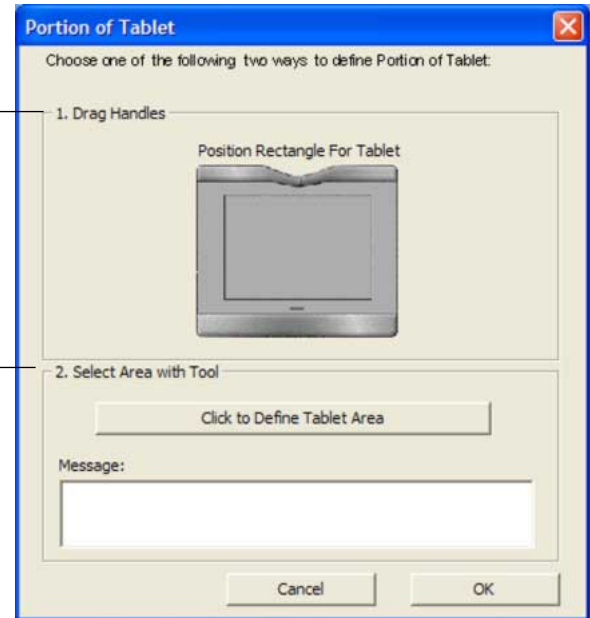 Portion of Tablet
Choose one of the following two ways to define Portion of Tablet:
1. Drag Handles
Position Rectangle For Tablet
2. Select Area with Tool
Click to Define Tablet Area
Message:
Cancel
OK